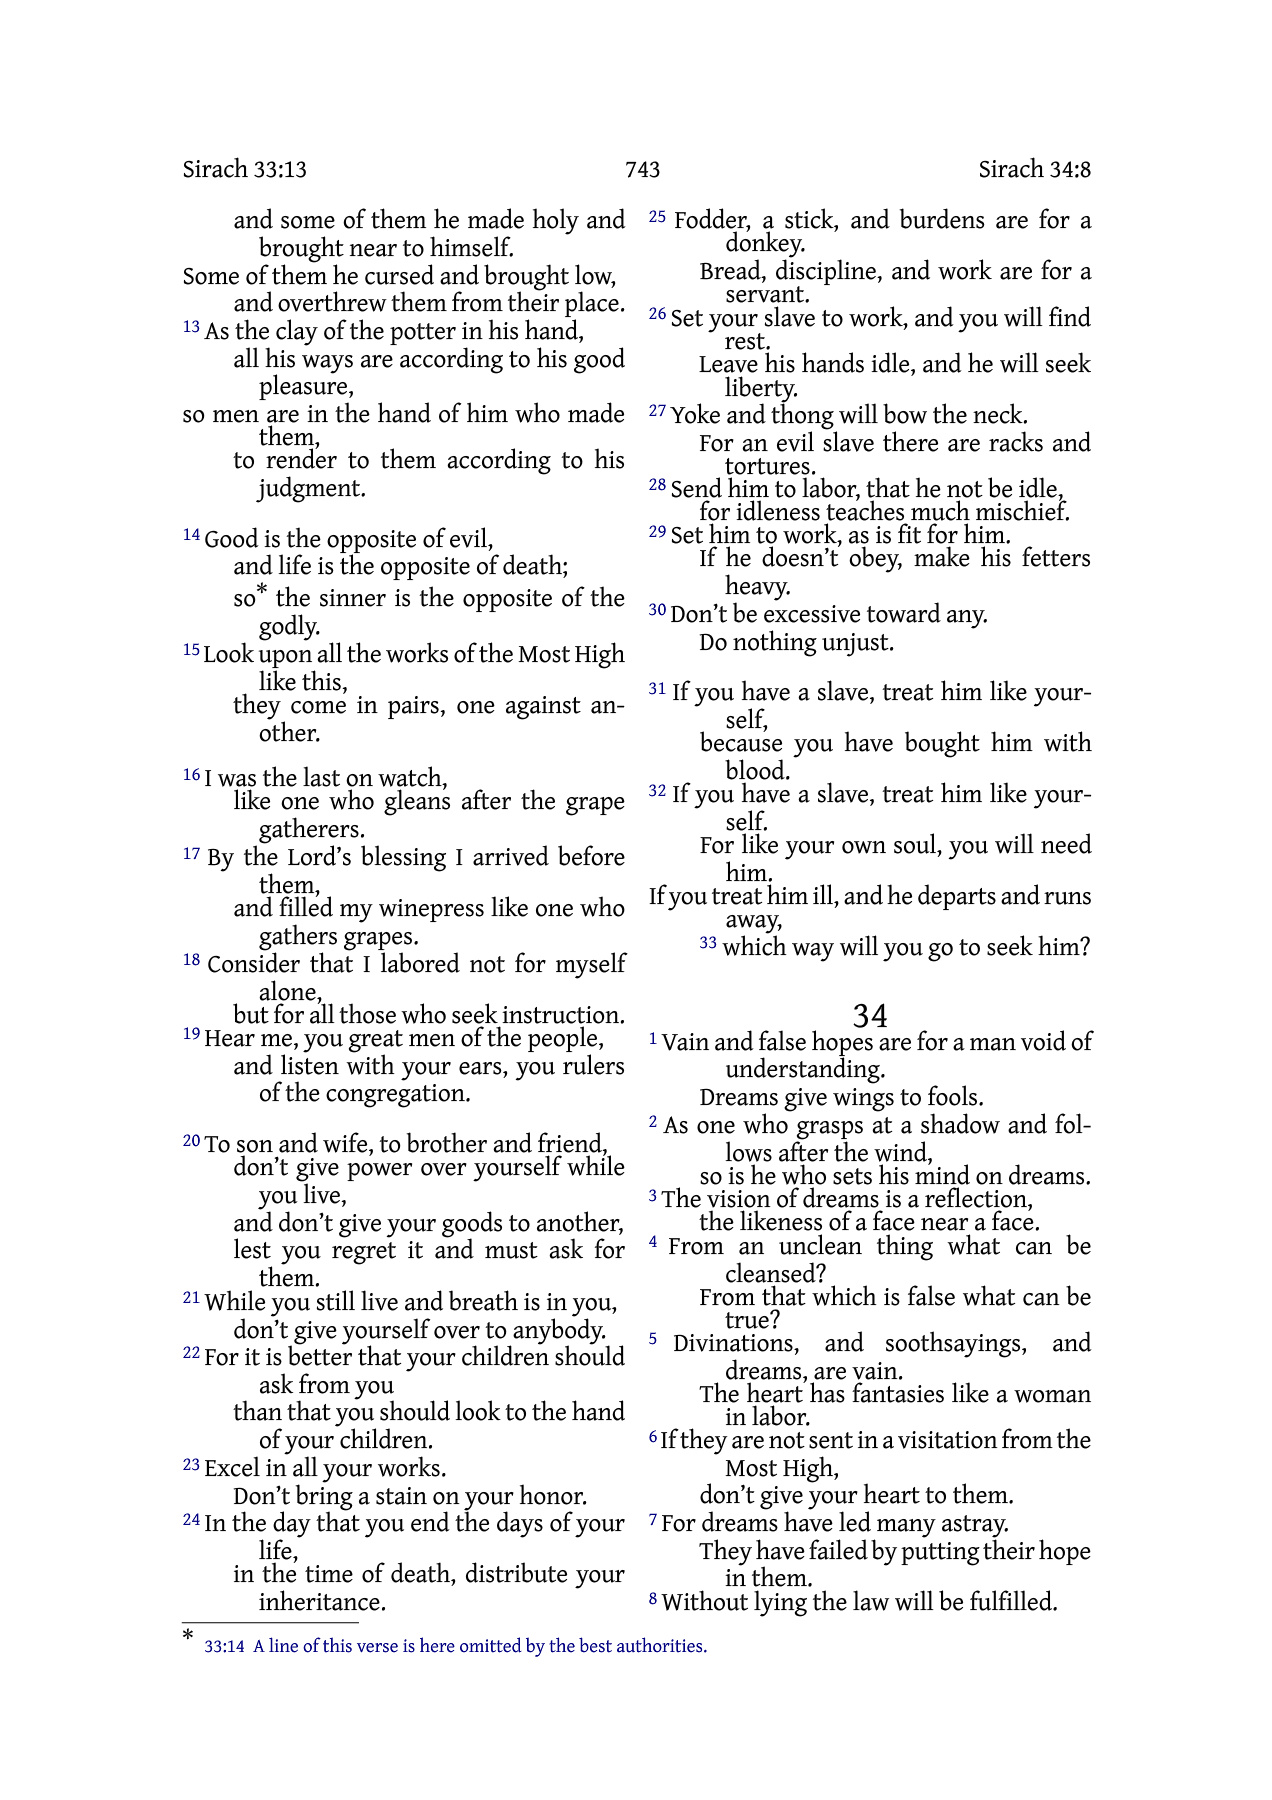 Sirach 33:13 743 Sirach 34:8
and some of them he made holy and
brought near to himself.
Some of them he cursed and brought low,
and overthrew them from their place.
13 As the clay of the potter in his hand,
all his ways are according to his good
pleasure,
so men are in the hand of him who made
them,
to render to them according to his
judgment.
14 Good is the opposite of evil,
and life is the opposite of death;
so* the sinner is the opposite of the
godly.
15 Look upon all the works of the Most High
like this,
they come in pairs, one against an-
other.
16 I was the last on watch,
like one who gleans after the grape
gatherers.
17 By the Lord’s blessing I arrived before
them,
and filled my winepress like one who
gathers grapes.
18 Consider that I labored not for myself
alone,
but for all those who seek instruction.
19 Hear me, you great men of the people,
and listen with your ears, you rulers
of the congregation.
20 To son and wife, to brother and friend,
don’t give power over yourself while
you live,
and don’t give your goods to another,
lest you regret it and must ask for
them.
21 While you still live and breath is in you,
don’t give yourself over to anybody.
22 For it is better that your children should
ask from you
than that you should look to the hand
of your children.
23 Excel in all your works.
Don’t bring a stain on your honor.
24 In the day that you end the days of your
life,
in the time of death, distribute your
inheritance.
25 Fodder, a stick, and burdens are for a
donkey.
Bread, discipline, and work are for a
servant.
26 Set your slave to work, and you will find
rest.
Leave his hands idle, and he will seek
liberty.
27 Yoke and thong will bow the neck.
For an evil slave there are racks and
tortures.
28 Send him to labor, that he not be idle,
for idleness teaches much mischief.
29 Set him to work, as is fit for him.
If he doesn’t obey, make his fetters
heavy.
30 Don’t be excessive toward any.
Do nothing unjust.
31 If you have a slave, treat him like your-
self,
because you have bought him with
blood.
32 If you have a slave, treat him like your-
self.
For like your own soul, you will need
him.
If you treat him ill, and he departs and runs
away,
33 which way will you go to seek him?
34
1 Vain and false hopes are for a man void of
understanding.
Dreams give wings to fools.
2 As one who grasps at a shadow and fol-
lows after the wind,
so is he who sets his mind on dreams.
3 The vision of dreams is a reflection,
the likeness of a face near a face.
4 From an unclean thing what can be
cleansed?
From that which is false what can be
true?
5 Divinations, and soothsayings, and
dreams, are vain.
The heart has fantasies like a woman
in labor.
6 If they are not sent in a visitation from the
Most High,
don’t give your heart to them.
7 For dreams have led many astray.
They have failed by putting their hope
in them.
8 Without lying the law will be fulfilled.
* 33:14 A line of this verse is here omitted by the best authorities.